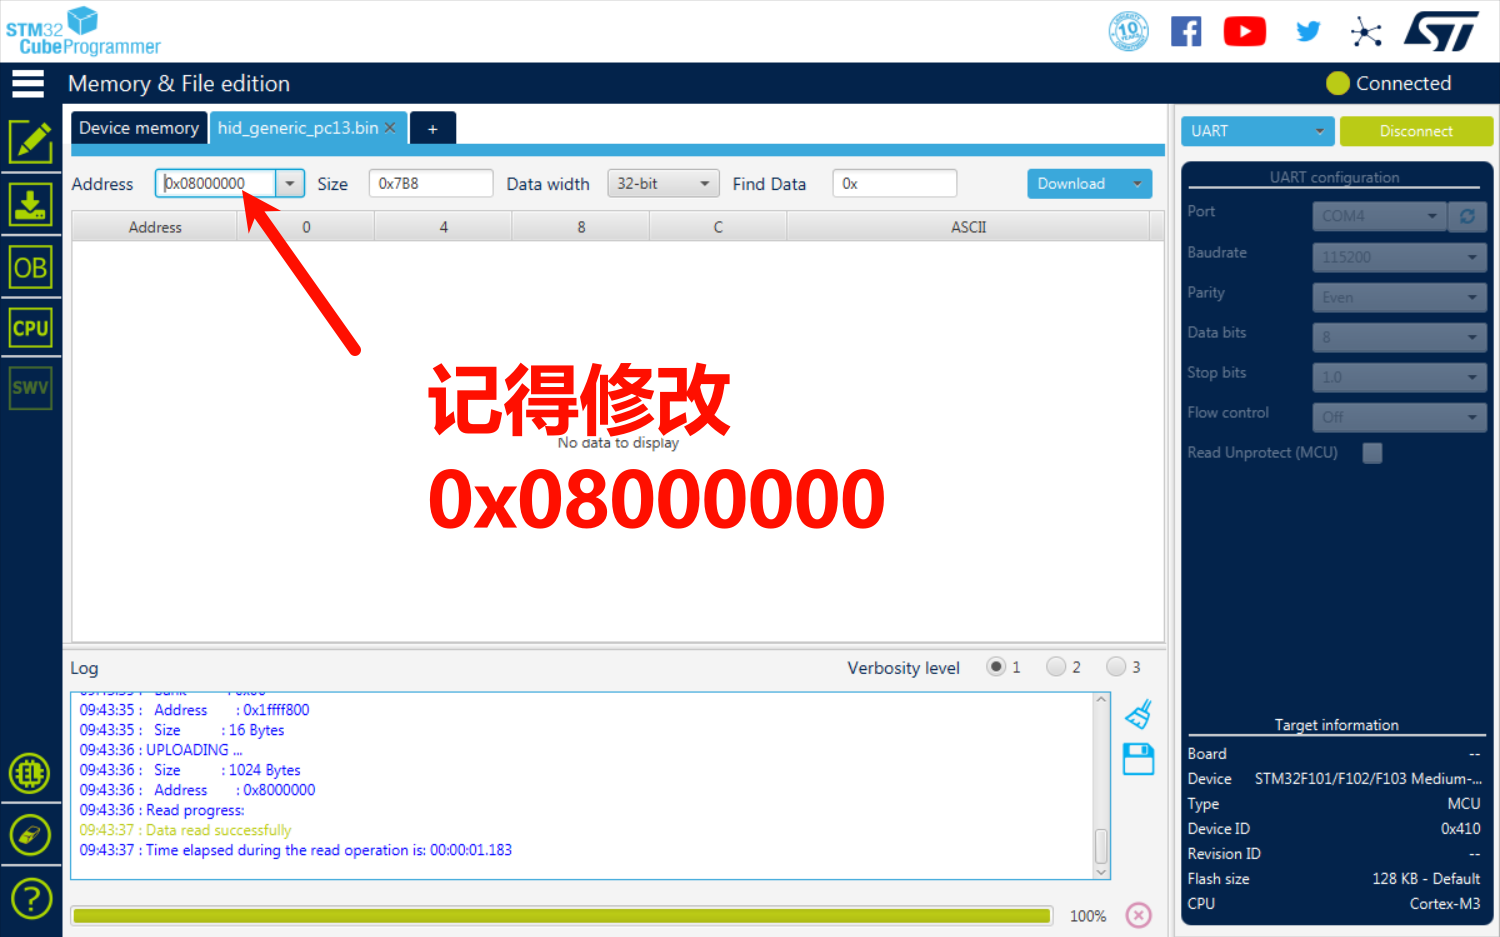 STM32
CubeProgrammer
10
Memory & File edition
Connected
Device memory
hid_generic_pc13.bin
+
UART
Disconnect
Address 0x08000000 Size 0x7B8 Data width 32-bit Find Data 0x Download
Address 0 4 8 C ASCII
记得修改
No data to display
0x08000000
OB
CPU
SWV
UART configuration
Port COM4
Baudrate 115200
Parity Even
Data bits 8
Stop bits 1.0
Flow control Off
Read Unprotect (MCU)
Log
Verbosity level 1 2 3
09:43:35 : Bank : 0x00
09:43:35 : Address : 0x1ffff800
09:43:35 : Size : 16 Bytes
09:43:36 : UPLOADING ...
09:43:36 : Size : 1024 Bytes
09:43:36 : Address : 0x8000000
09:43:36 : Read progress:
09:43:37 : Data read successfully
09:43:37 : Time elapsed during the read operation is: 00:00:01.183
100%
Target information
Board --
Device STM32F101/F102/F103 Medium-...
Type MCU
Device ID 0x410
Revision ID --
Flash size 128 KB - Default
CPU Cortex-M3
EL
?